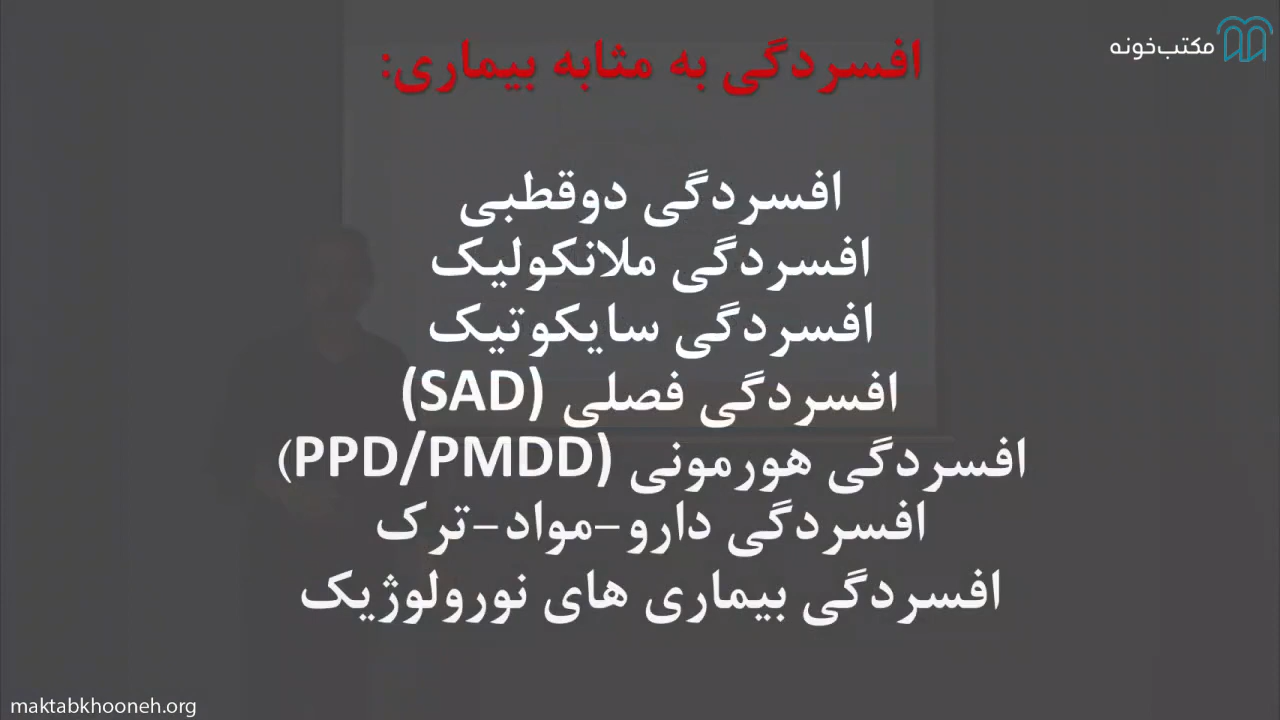 مکتب‌خونه
افسردگی به مثابه بیماری:
افسردگی دوقطبی
افسردگی ملانکولیک
افسردگی سایکوتیک
افسردگی فصلی (SAD)
افسردگی هورمونی (PPD/PMDD)
افسردگی دارو-مواد-ترک
افسردگی بیماری های نورولوژیک
maktabkhooneh.org